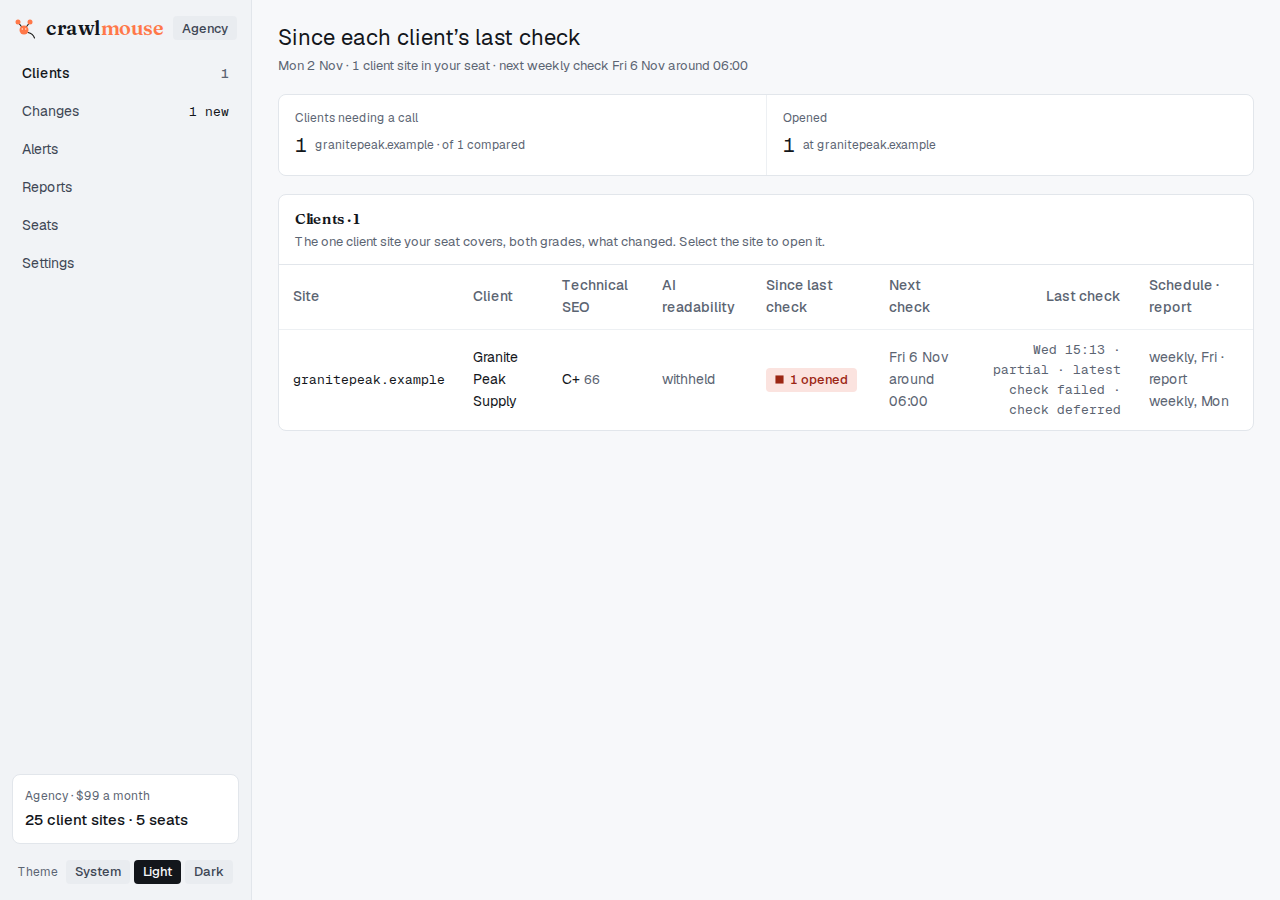 crawlmouse Agency
Clients 1
Changes 1 new
Alerts
Reports
Seats
Settings
Agency · $99 a month
25 client sites · 5 seats
Theme System Light Dark
Since each client’s last check
Mon 2 Nov · 1 client site in your seat · next weekly check Fri 6 Nov around 06:00
Clients needing a call
1 granitepeak.example · of 1 compared
Opened
1 at granitepeak.example
Clients · 1
The one client site your seat covers, both grades, what changed. Select the site to open it.
Site
Client
Technical
SEO
AI
readability
Since last
check
Next
check
Last check
Schedule ·
report
granitepeak.example
Granite
Peak
Supply
C+ 66
withheld
1 opened
Fri 6 Nov
around
06:00
Wed 15:13 ·
partial · latest
check failed ·
check deferred
weekly, Fri ·
report
weekly, Mon